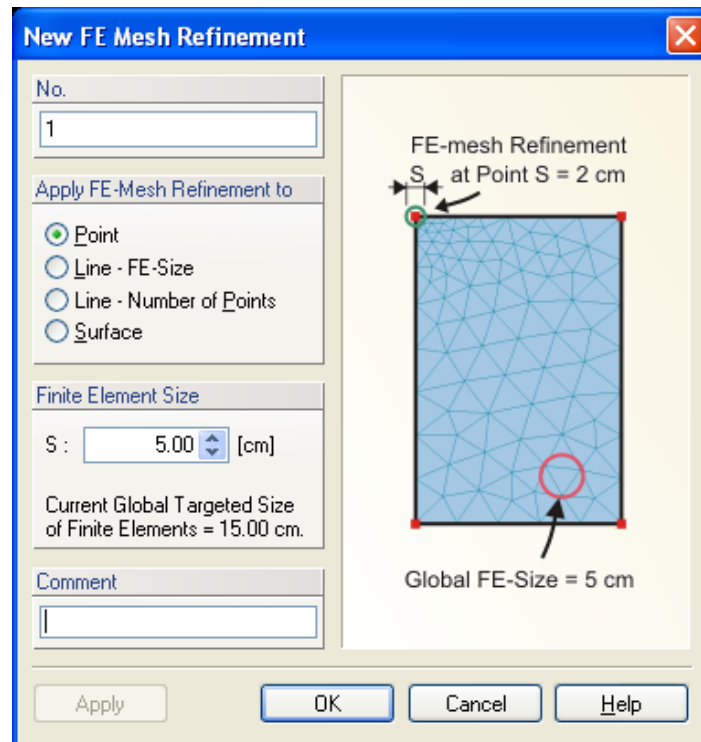 New FE Mesh Refinement
No.
1
Apply FE-Mesh Refinement to
Point
Line - FE-Size
Line - Number of Points
Surface
Finite Element Size
S :
5.00
[cm]
Current Global Targeted Size
of Finite Elements = 15.00 cm.
Comment
FE-mesh Refinement
S at Point S = 2 cm
Global FE-Size = 5 cm
Apply
OK
Cancel
Help